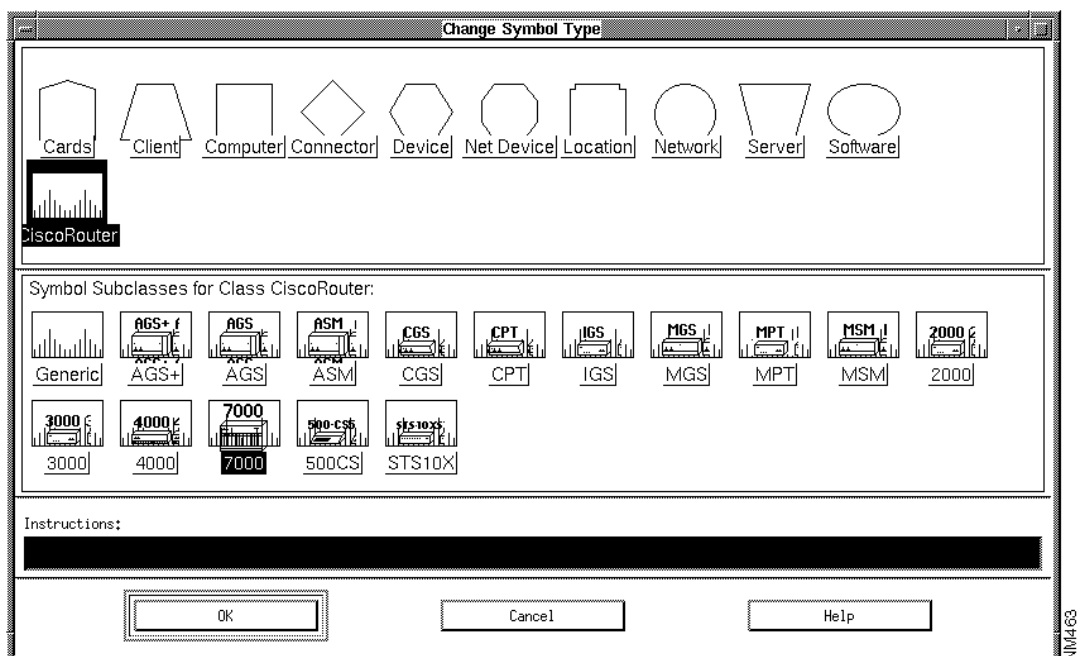 Change Symbol Type
Cards Client Computer Connector Device Net Device Location Network Server Software
CiscoRouter
Symbol Subclasses for Class CiscoRouter:
AGS+ AGS ASM CGS CPT IGS MGS MPT MSM 2000
Generic AGS+ AGS ASM CGS CPT IGS MGS MPT MSM 2000
3000 4000 7000 500-CS STS10X
3000 4000 7000 500CS STS10X
Instructions:
OK Cancel Help
NM463